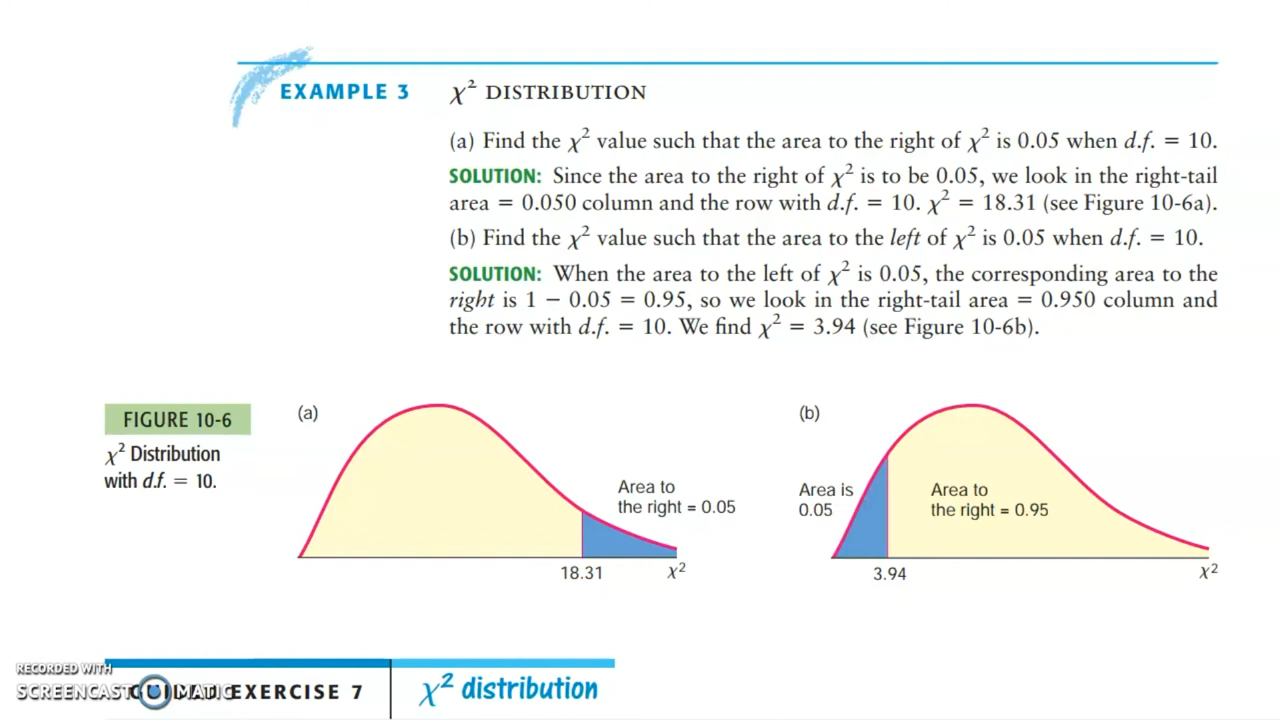 EXAMPLE 3 χ² DISTRIBUTION
(a) Find the χ² value such that the area to the right of χ² is 0.05 when d.f. = 10.
SOLUTION: Since the area to the right of χ² is to be 0.05, we look in the right-tail
area = 0.050 column and the row with d.f. = 10. χ² = 18.31 (see Figure 10-6a).
(b) Find the χ² value such that the area to the left of χ² is 0.05 when d.f. = 10.
SOLUTION: When the area to the left of χ² is 0.05, the corresponding area to the
right is 1 − 0.05 = 0.95, so we look in the right-tail area = 0.950 column and
the row with d.f. = 10. We find χ² = 3.94 (see Figure 10-6b).
FIGURE 10-6
χ² Distribution
with d.f. = 10.
(a)
Area to
the right = 0.05
18.31
χ²
(b)
Area is
0.05
Area to
the right = 0.95
3.94
χ²
RECORDED WITH
SCREENCAST MATIC
EXERCISE 7
χ² distribution